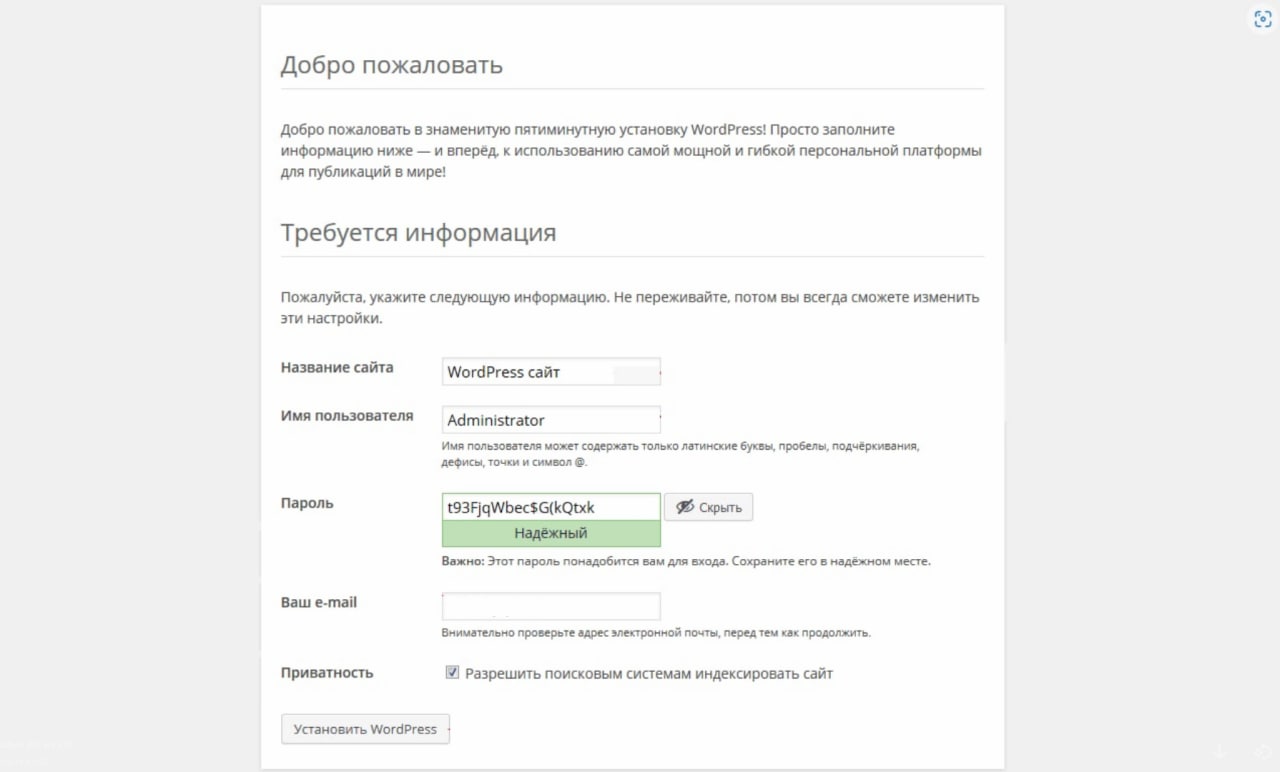 Добро пожаловать
Добро пожаловать в знаменитую пятиминутную установку WordPress! Просто заполните
информацию ниже — и вперёд, к использованию самой мощной и гибкой персональной платформы
для публикаций в мире!
Требуется информация
Пожалуйста, укажите следующую информацию. Не переживайте, потом вы всегда сможете изменить
эти настройки.
Название сайта WordPress сайт
Имя пользователя Administrator
Имя пользователя может содержать только латинские буквы, пробелы, подчёркивания,
дефисы, точки и символ @.
Пароль t93FjqWbec$G(kQtxk Скрыть
Надёжный
Важно: Этот пароль понадобится вам для входа. Сохраните его в надёжном месте.
Ваш e-mail
Внимательно проверьте адрес электронной почты, перед тем как продолжить.
Приватность Разрешить поисковым системам индексировать сайт
Установить WordPress